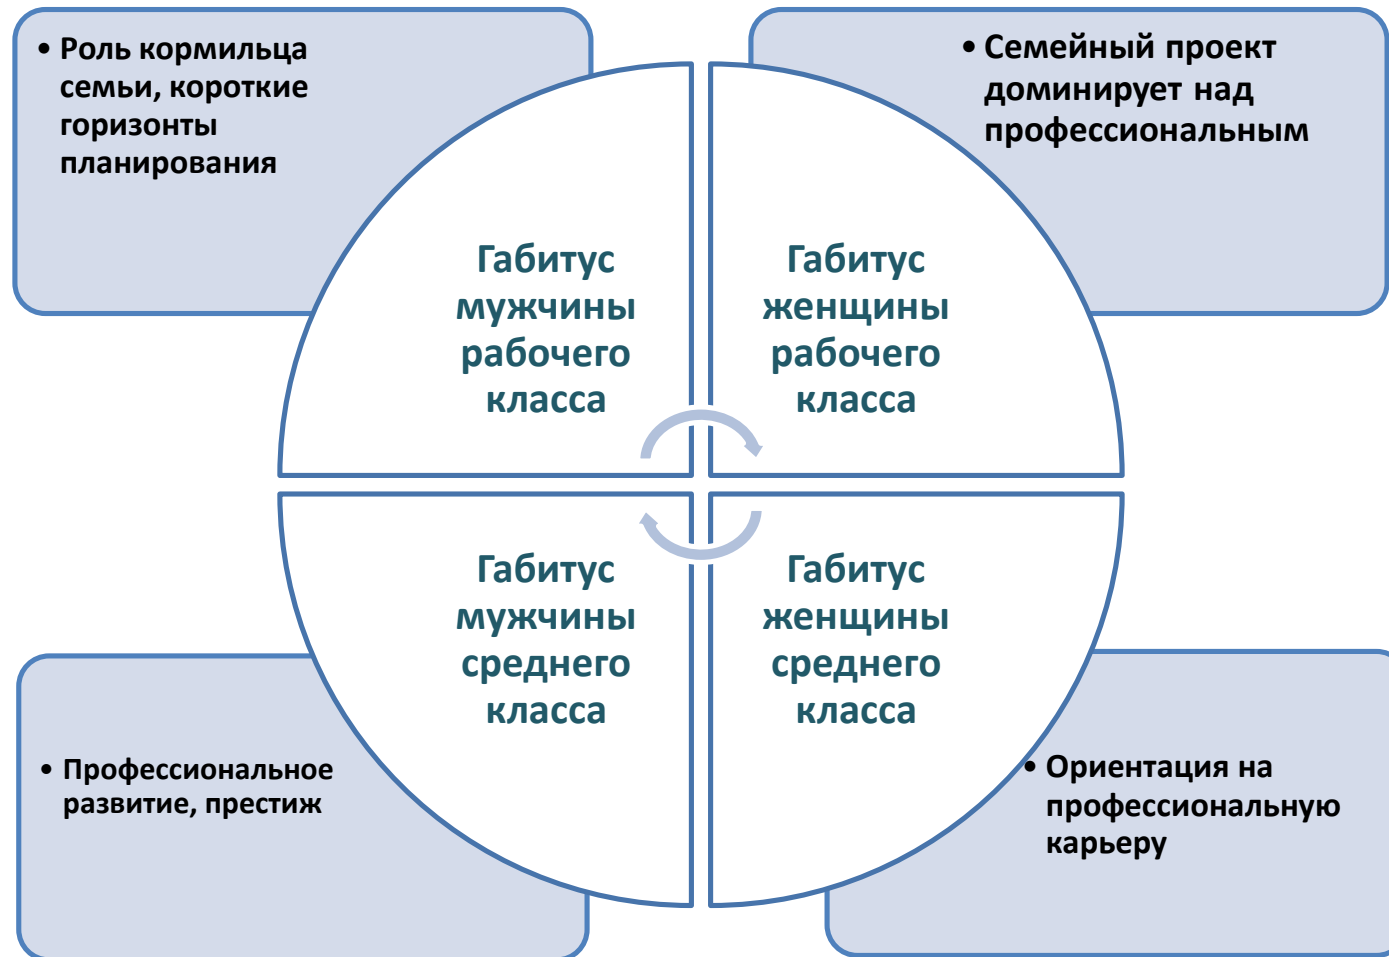 • Роль кормильца
семьи, короткие
горизонты
планирования
• Семейный проект
доминирует над
профессиональным
Габитус
мужчины
рабочего
класса
Габитус
женщины
рабочего
класса
Габитус
мужчины
среднего
класса
Габитус
женщины
среднего
класса
• Профессиональное
развитие, престиж
• Ориентация на
профессиональную
карьеру